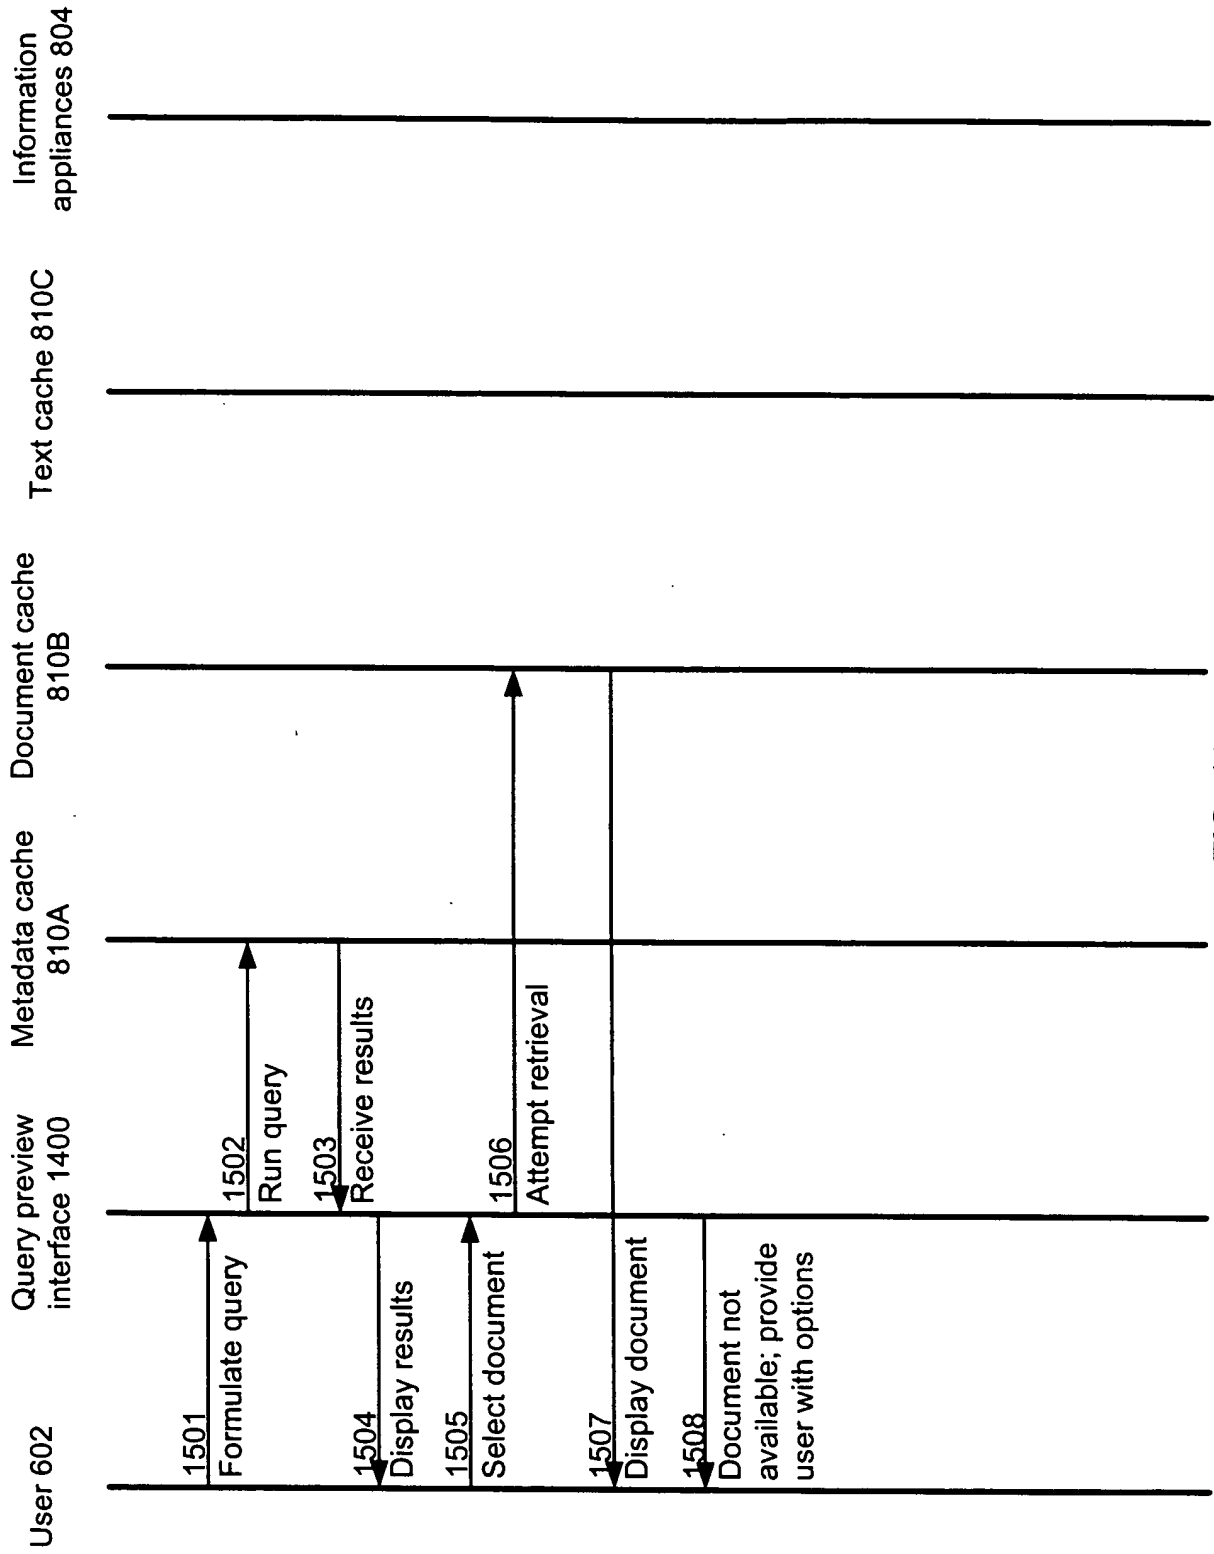 User 602
Query preview
interface 1400
Metadata cache
810A
Document cache
810B
Text cache 810C
Information
appliances 804
1501
Formulate query
1502
Run query
1503
Receive results
1504
Display results
1505
Select document
1506
Attempt retrieval
1507
Display document
1508
Document not
available; provide
user with options